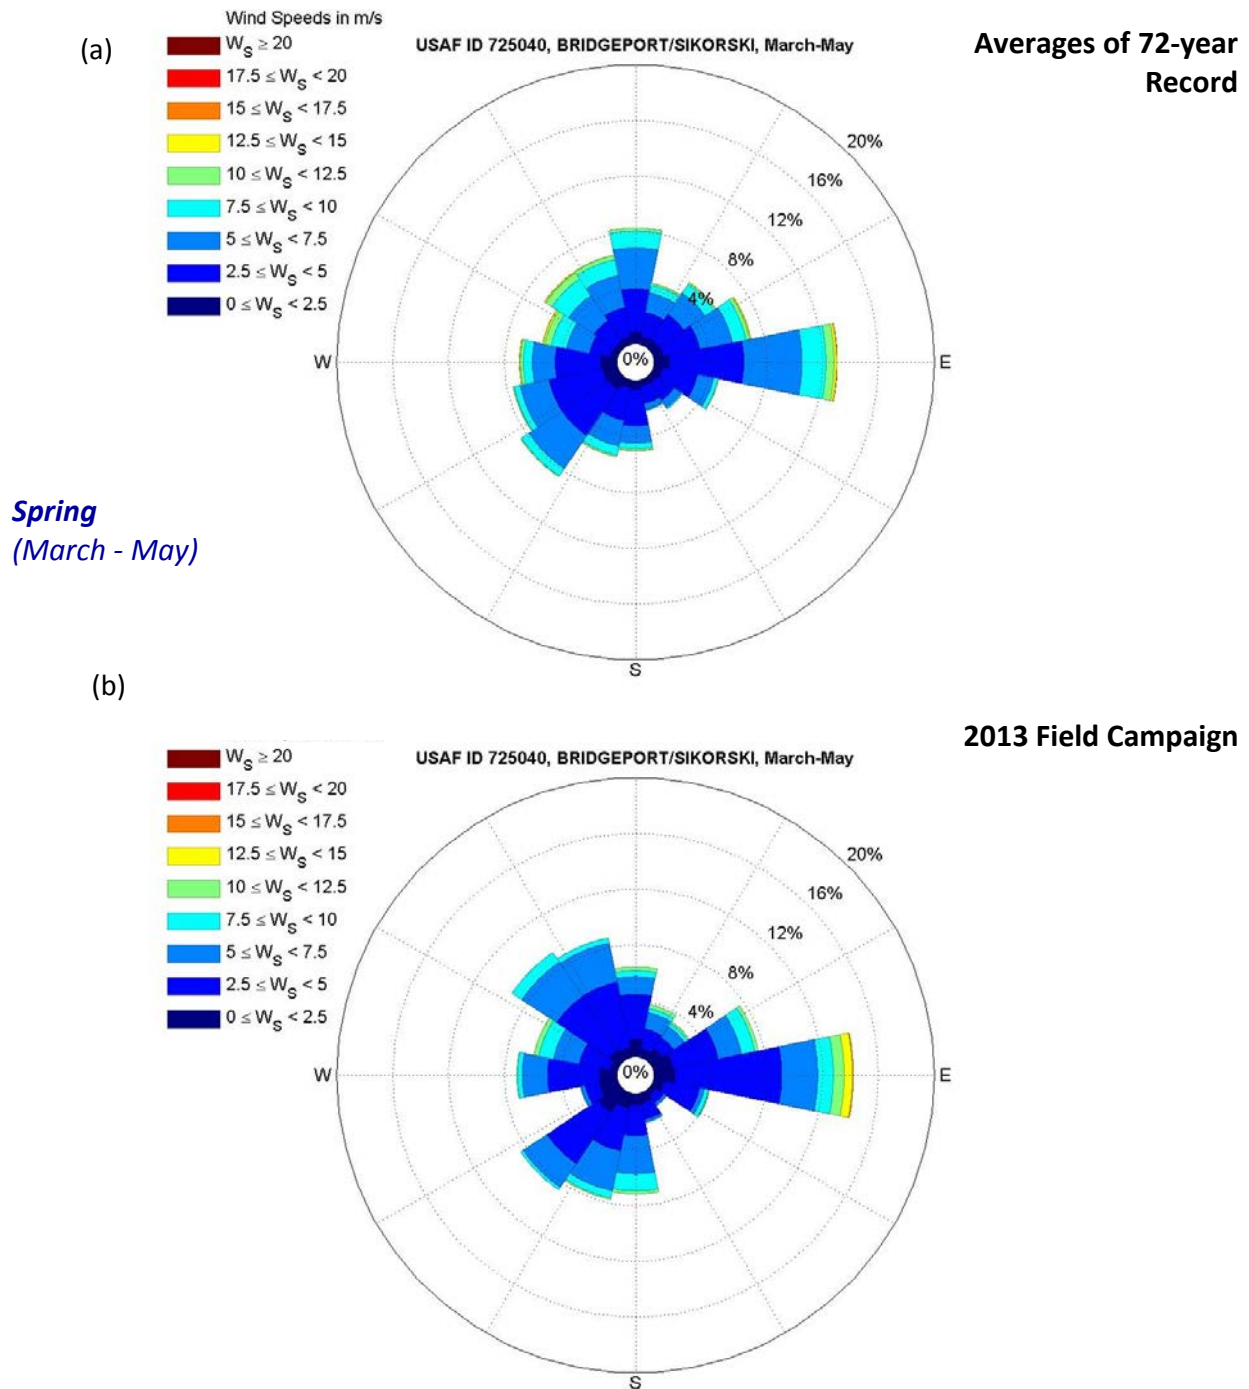 Wind Speeds in m/s
(a)
W_S ≥ 20
17.5 ≤ W_S < 20
15 ≤ W_S < 17.5
12.5 ≤ W_S < 15
10 ≤ W_S < 12.5
7.5 ≤ W_S < 10
5 ≤ W_S < 7.5
2.5 ≤ W_S < 5
0 ≤ W_S < 2.5
USAF ID 725040, BRIDGEPORT/SIKORSKI, March-May
Averages of 72-year
Record
20%
16%
12%
8%
4%
0%
W
E
S
Spring
(March - May)
(b)
2013 Field Campaign
W_S ≥ 20
17.5 ≤ W_S < 20
15 ≤ W_S < 17.5
12.5 ≤ W_S < 15
10 ≤ W_S < 12.5
7.5 ≤ W_S < 10
5 ≤ W_S < 7.5
2.5 ≤ W_S < 5
0 ≤ W_S < 2.5
USAF ID 725040, BRIDGEPORT/SIKORSKI, March-May
20%
16%
12%
8%
4%
0%
W
E
S